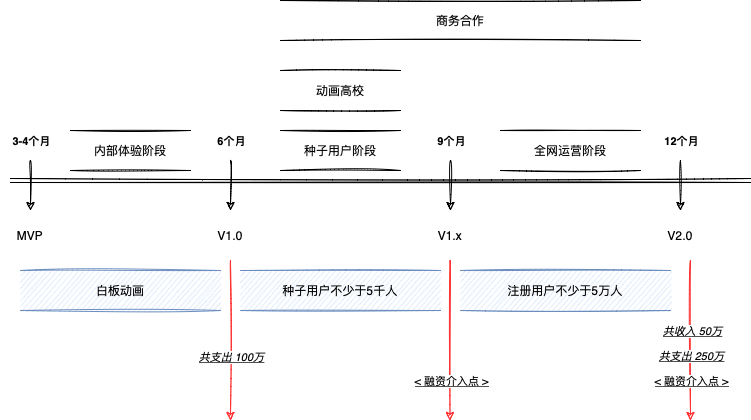 商务合作
动画高校
3-4个月
6个月
9个月
12个月
内部体验阶段
种子用户阶段
全网运营阶段
MVP
V1.0
V1.x
V2.0
白板动画
种子用户不少于5千人
注册用户不少于5万人
共收入 50万
共支出 100万
共支出 250万
< 融资介入点 >
< 融资介入点 >